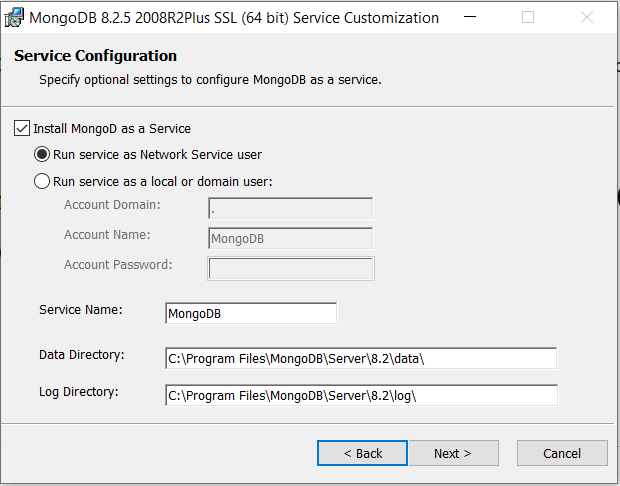 MongoDB 8.2.5 2008R2Plus SSL (64 bit) Service Customization
Service Configuration
Specify optional settings to configure MongoDB as a service.
Install MongoD as a Service
Run service as Network Service user
Run service as a local or domain user:
Account Domain: .
Account Name: MongoDB
Account Password:
Service Name: MongoDB
Data Directory: C:\Program Files\MongoDB\Server\8.2\data\
Log Directory: C:\Program Files\MongoDB\Server\8.2\log\
< Back Next > Cancel